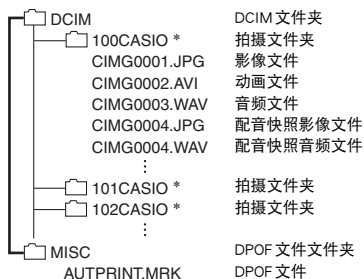 DCIM DCIM 文件夹
100CASIO * 拍摄文件夹
CIMG0001.JPG 影像文件
CIMG0002.AVI 动画文件
CIMG0003.WAV 音频文件
CIMG0004.JPG 配音快照影像文件
CIMG0004.WAV 配音快照音频文件
⋮
101CASIO * 拍摄文件夹
102CASIO * 拍摄文件夹
⋮
MISC DPOF 文件文件夹
AUTPRINT.MRK DPOF 文件